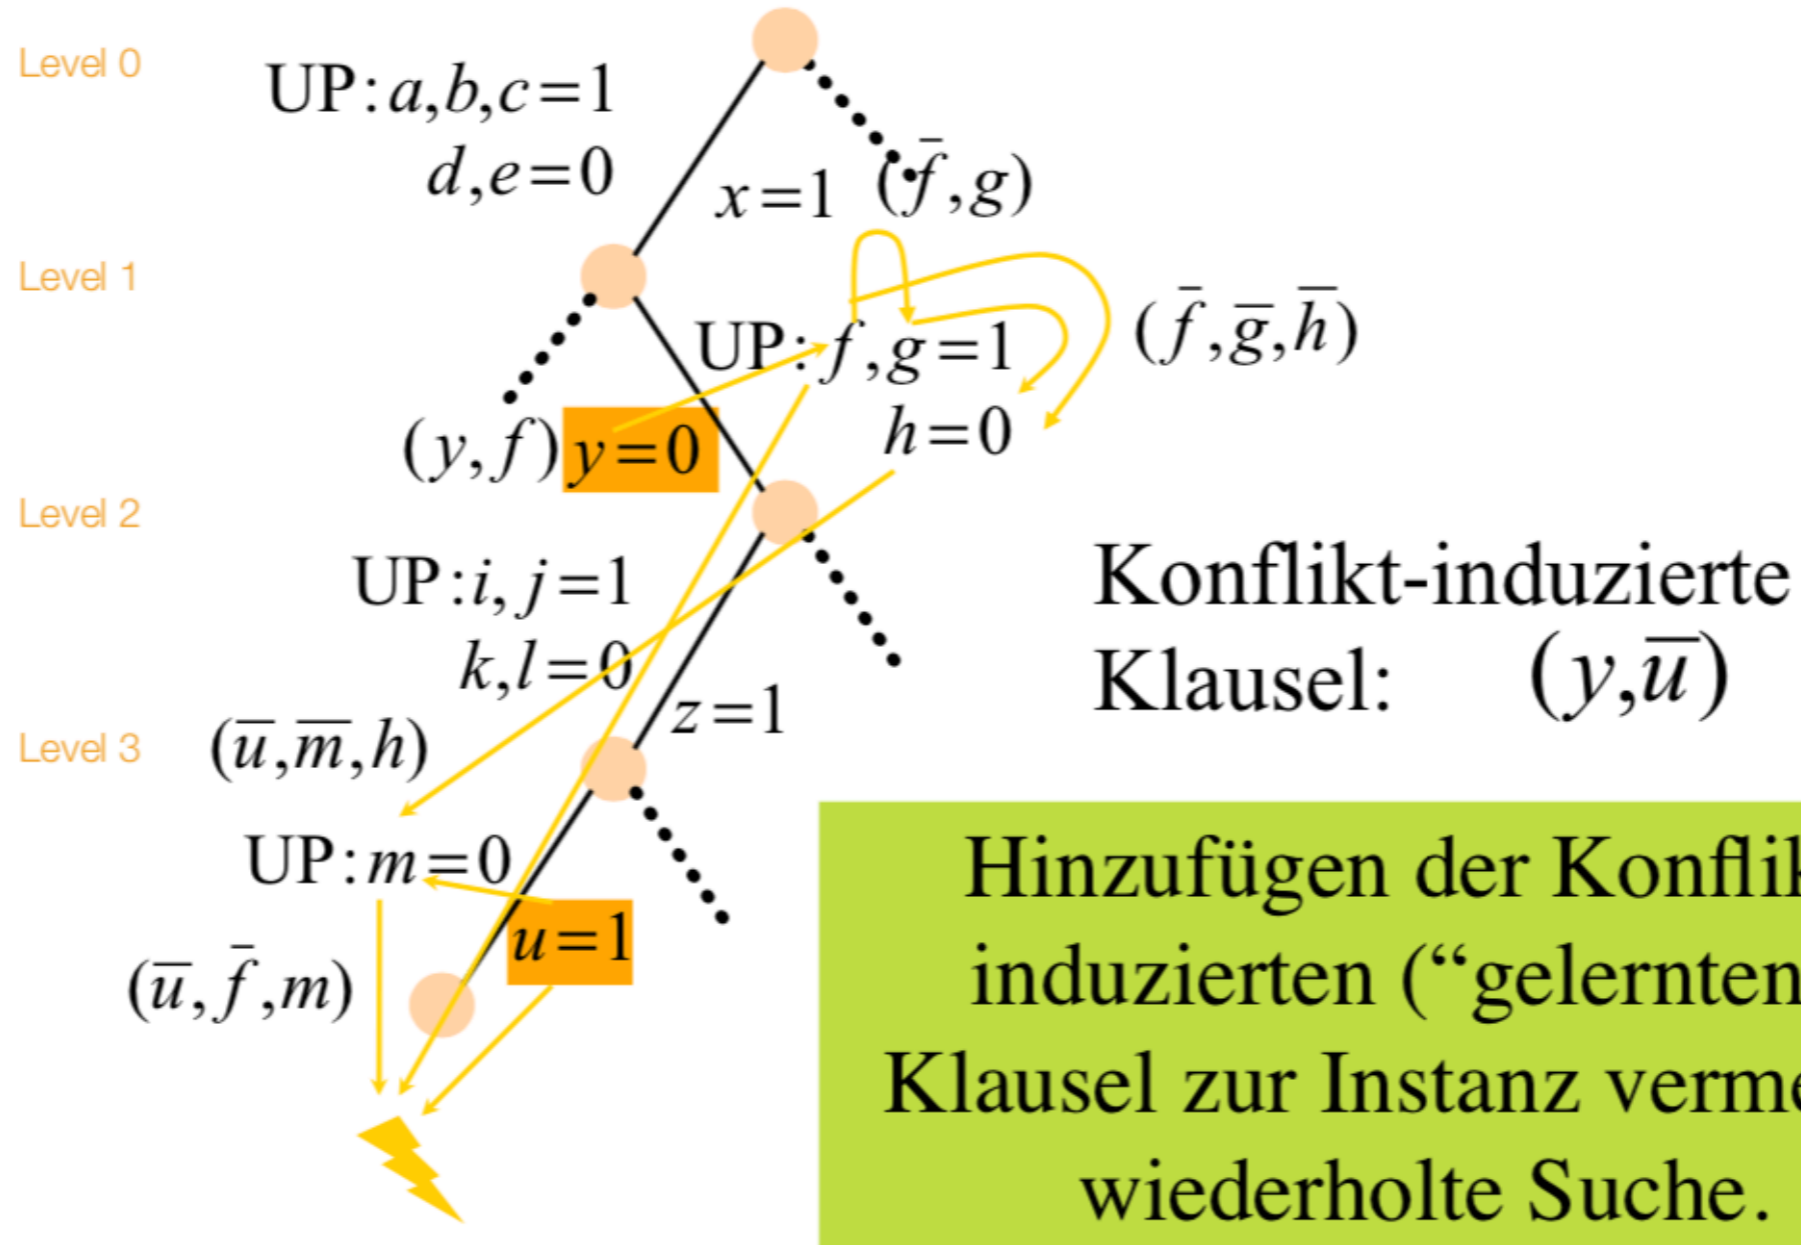 Level 0
UP: a,b,c=1
d,e=0
x=1
(f̄,g)
Level 1
UP: f,g=1
h=0
(f̄,g̅,h̅)
(y,f)
y=0
Level 2
UP: i,j=1
k,l=0
z=1
Konflikt-induzierte
Klausel: (y,u̅)
Level 3
(u̅,m̅,h)
UP: m=0
u=1
(u̅,f̄,m)
Hinzufügen der Konflik
induzierten (“gelernten
Klausel zur Instanz verme
wiederholte Suche.